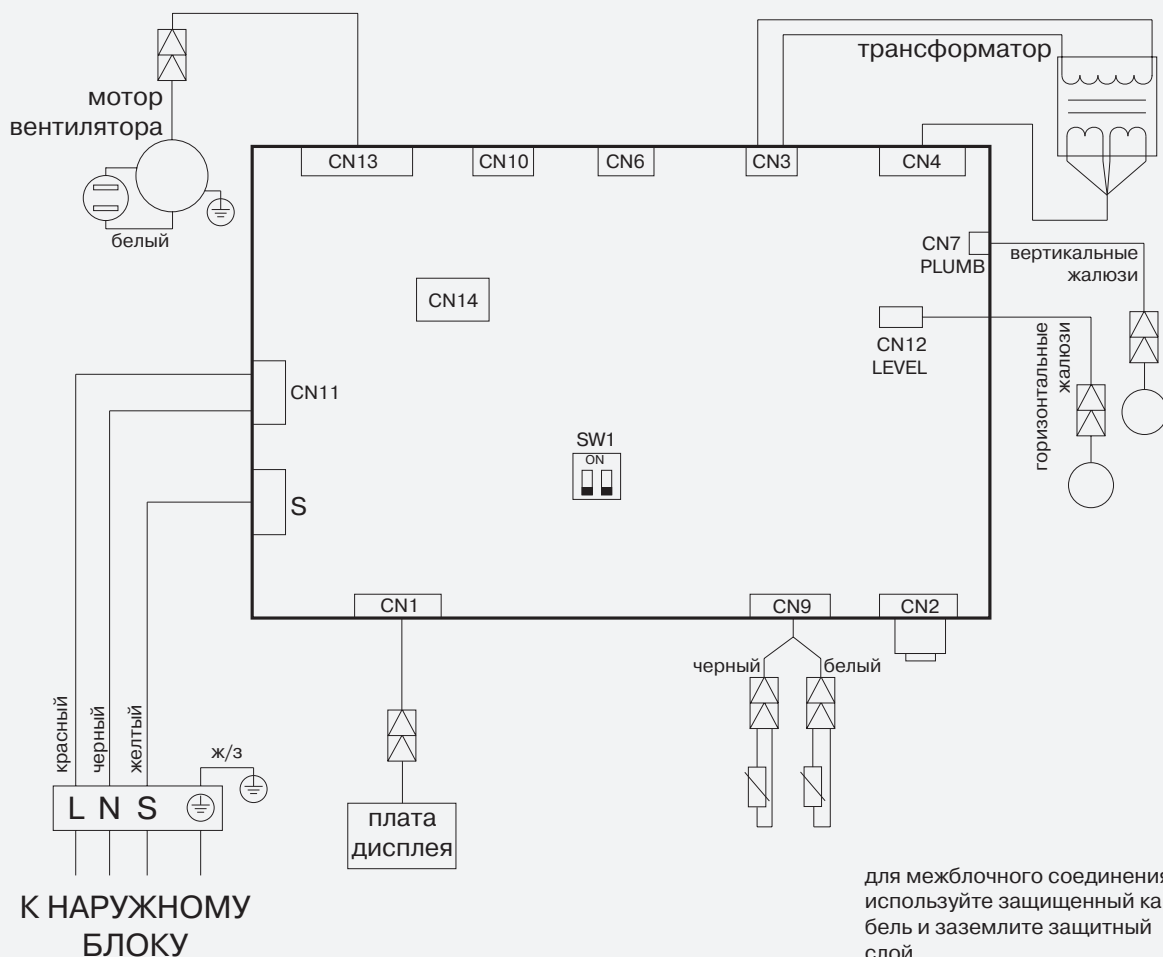 трансформатор
мотор
вентилятора
белый
CN13
CN10
CN6
CN3
CN4
CN7
PLUMB
вертикальные
жалюзи
CN14
CN12
LEVEL
горизонтальные
жалюзи
CN11
SW1
ON
S
CN1
CN9
CN2
черный
белый
красный
черный
желтый
ж/з
L N S
плата
дисплея
К НАРУЖНОМУ
БЛОКУ
для межблочного соединения
используйте защищенный ка
бель и заземлите защитный
слой